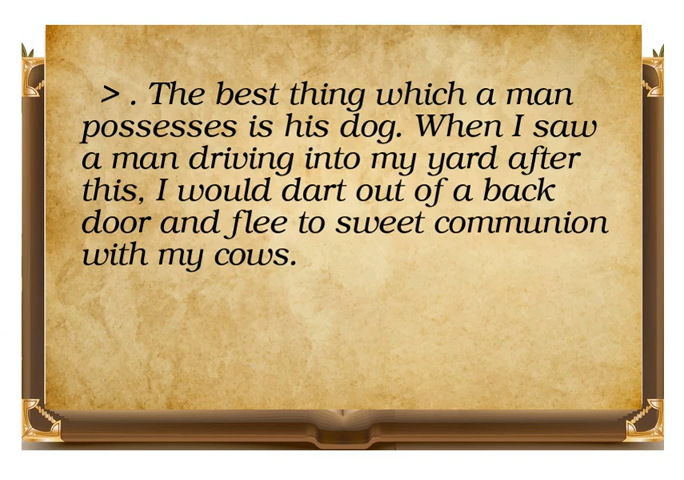 > . The best thing which a man
possesses is his dog. When I saw
a man driving into my yard after
this, I would dart out of a back
door and flee to sweet communion
with my cows.